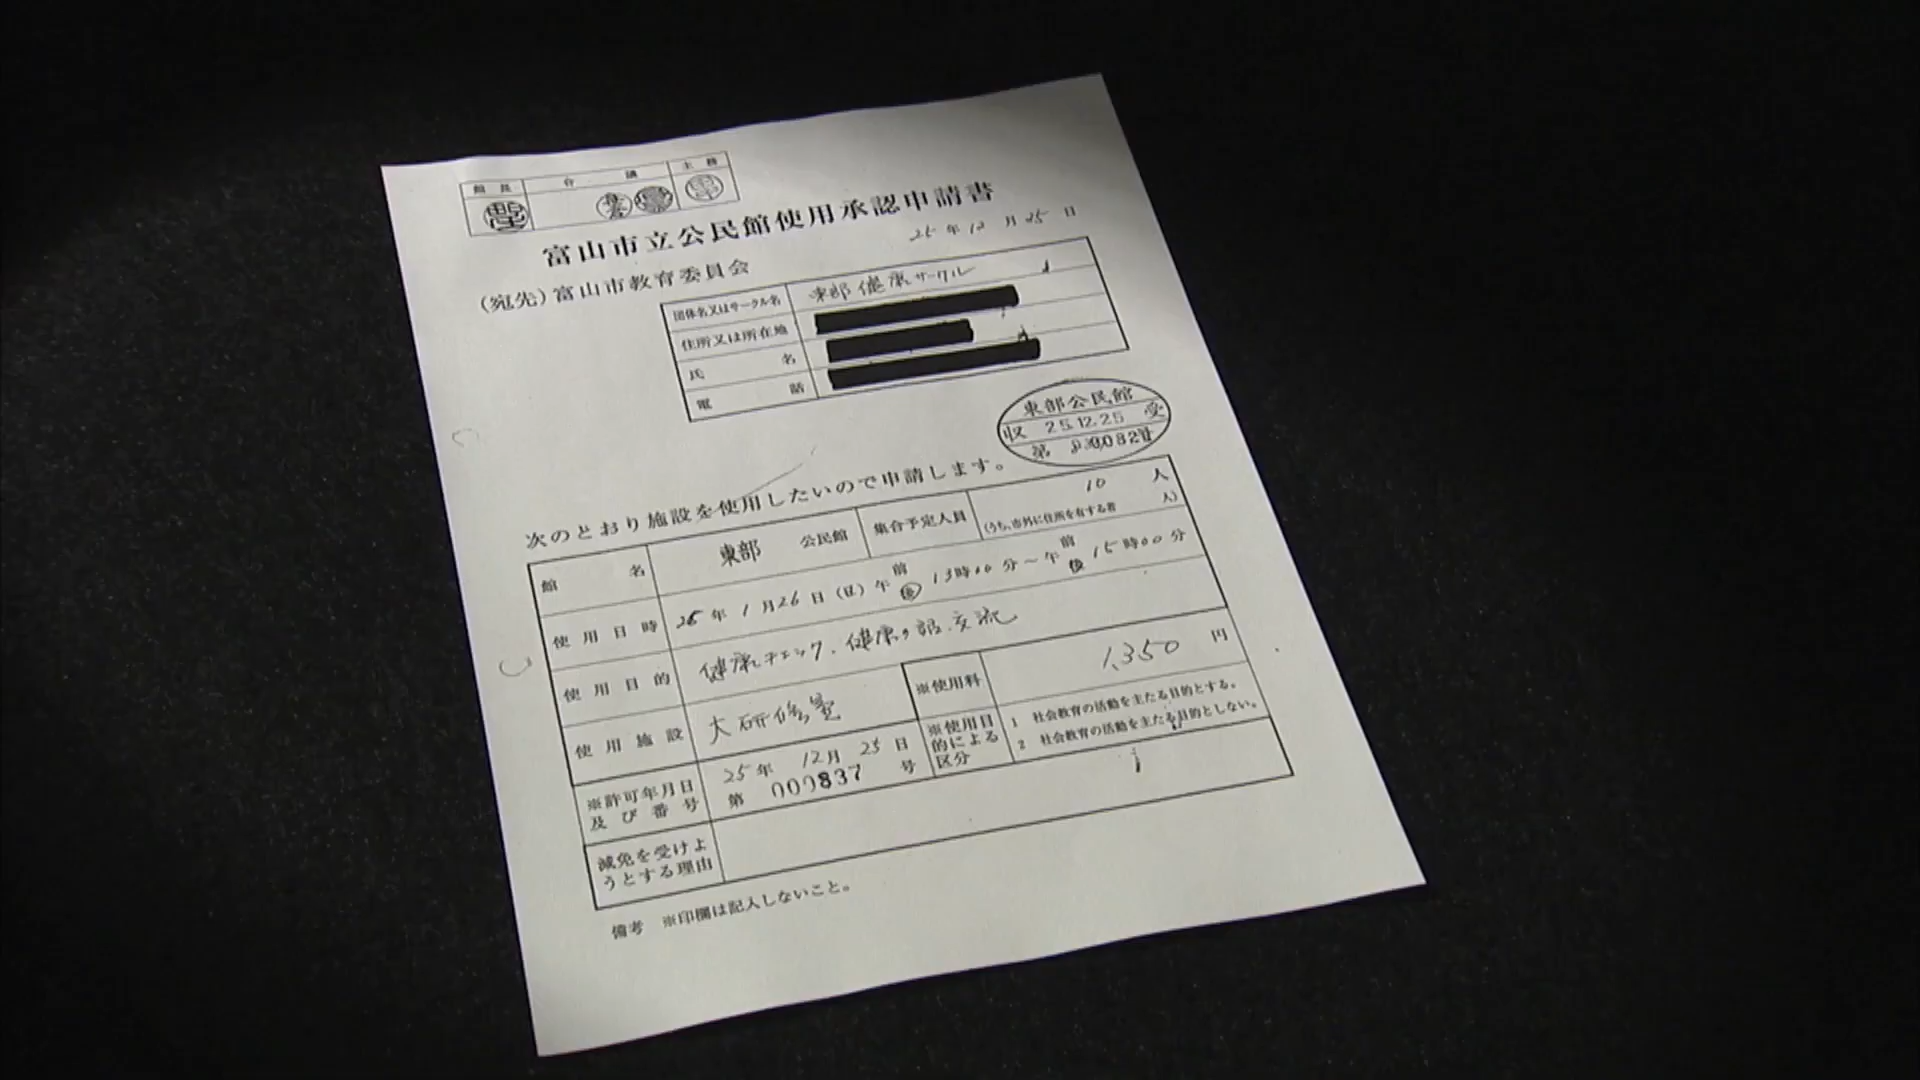 館長 合議 主務
富山市立公民館使用承認申請書
25年12月25日
(宛先)富山市教育委員会
団体名又はサークル名 東部健康サークル
住所又は所在地
氏名
電話
東部公民館
収 25.12.25 受
第
次のとおり施設を使用したいので申請します。
館名 東部 公民館 集合予定人員 10 人
(うち、市外に住所を有する者 人)
使用日時 26年1月26日(日)午前後13時00分~午前後15時00分
使用目的 健康チェック、健康の話、交流
使用施設 大研修室 ※使用料 1,350円
※許可年月日及び番号 25年12月25日
第000837号
※使用目的による区分
1 社会教育の活動を主たる目的とする。
2 社会教育の活動を主たる目的としない。
減免を受けようとする理由
備考 ※印欄は記入しないこと。